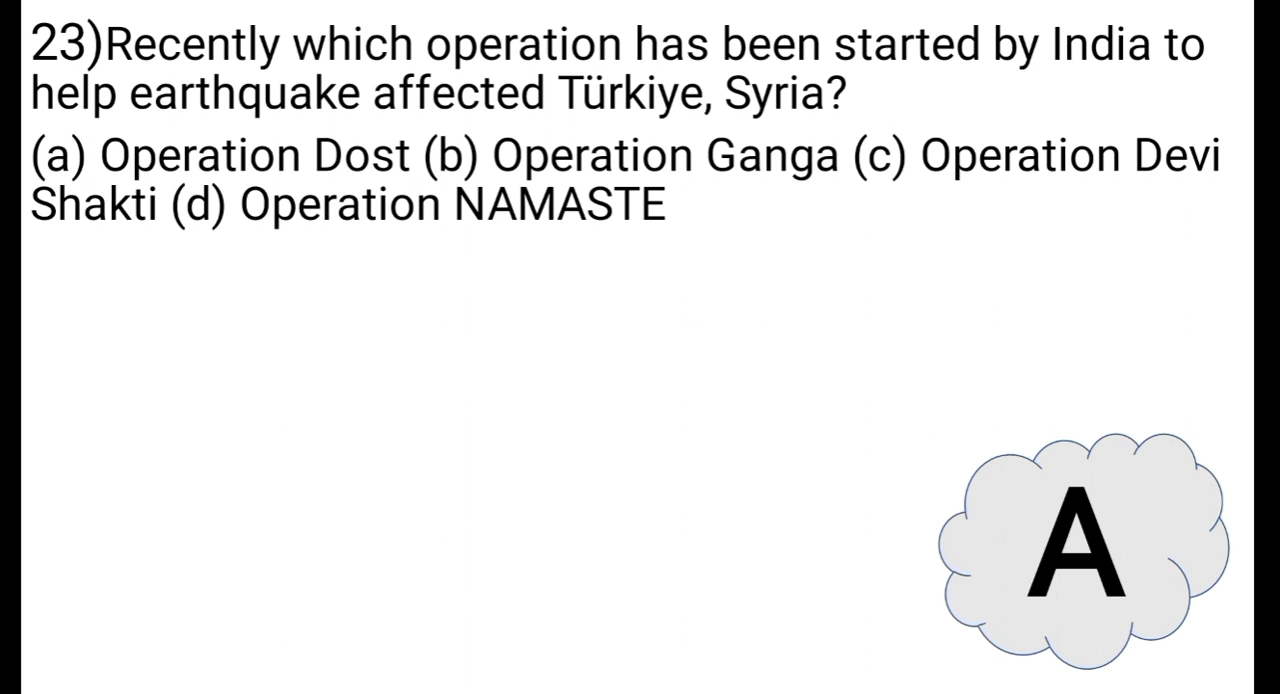 23)Recently which operation has been started by India to
help earthquake affected Türkiye, Syria?
(a) Operation Dost (b) Operation Ganga (c) Operation Devi
Shakti (d) Operation NAMASTE
A